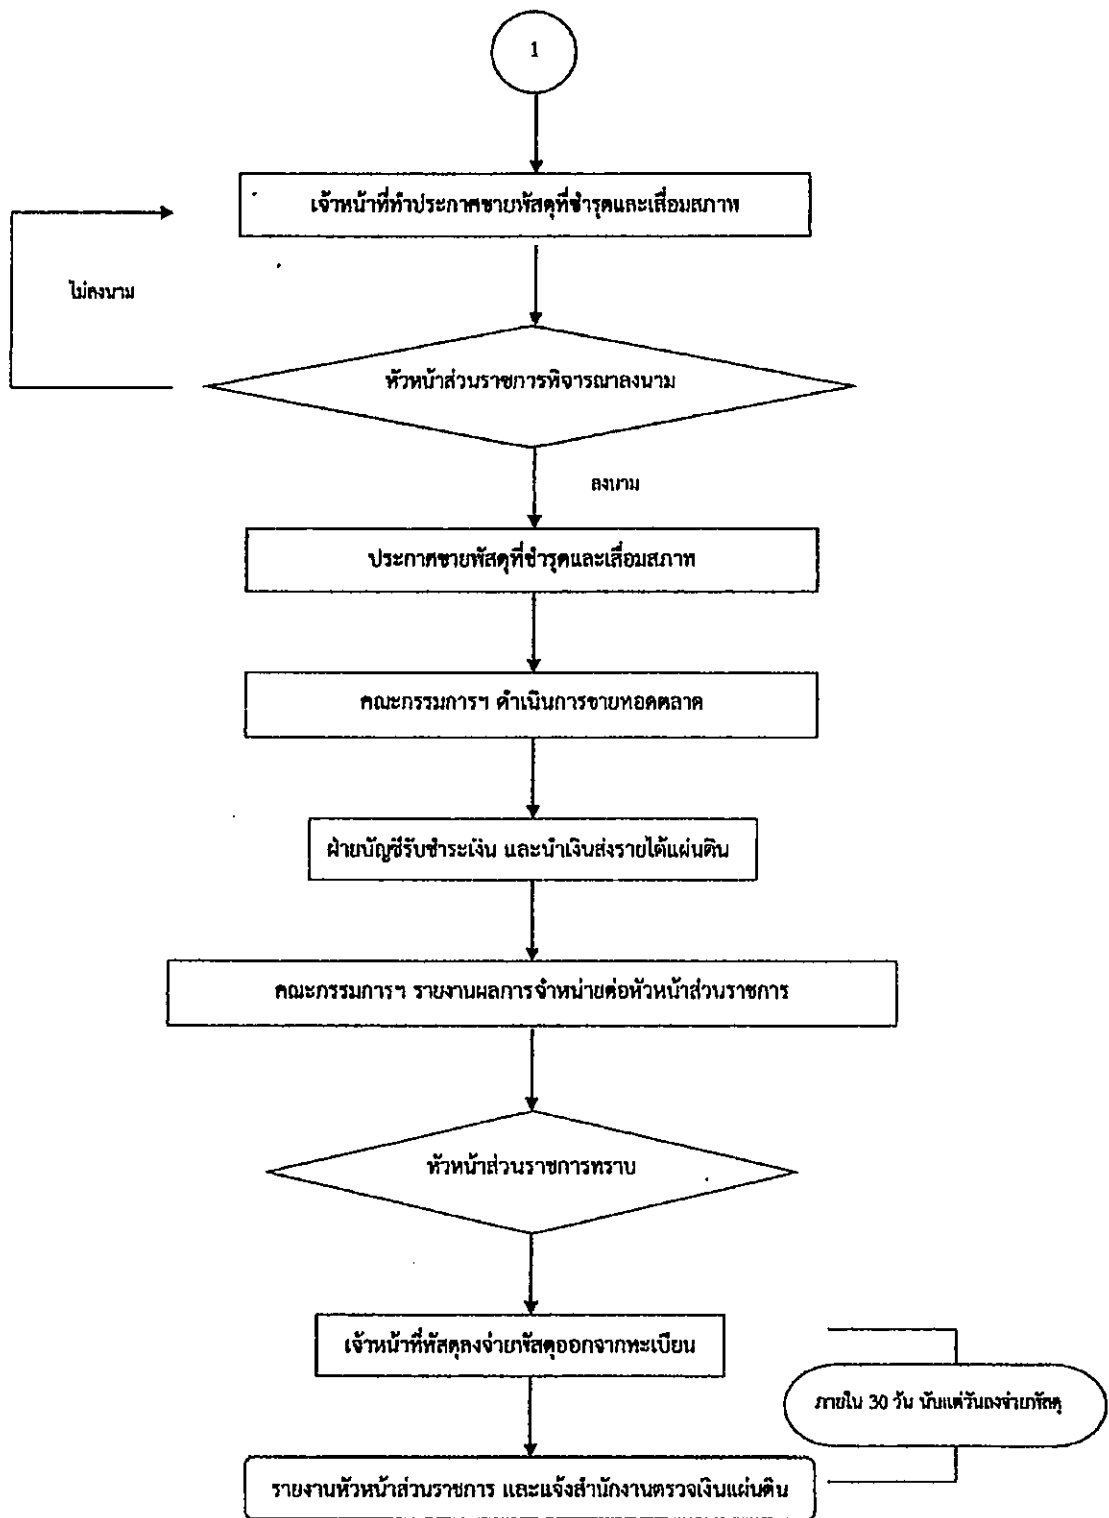 1
เจ้าหน้าที่ทำประกาศขายพัสดุที่ชำรุดและเสื่อมสภาพ
ไม่ลงนาม
หัวหน้าส่วนราชการพิจารณาลงนาม
ลงนาม
ประกาศขายพัสดุที่ชำรุดและเสื่อมสภาพ
คณะกรรมการฯ ดำเนินการขายทอดตลาด
ฝ่ายบัญชีรับชำระเงิน และนำเงินส่งรายได้แผ่นดิน
คณะกรรมการฯ รายงานผลการจำหน่ายต่อหัวหน้าส่วนราชการ
หัวหน้าส่วนราชการทราบ
เจ้าหน้าที่พัสดุลงจ่ายพัสดุออกจากทะเบียน
ภายใน 30 วัน นับแต่วันลงจ่ายพัสดุ
รายงานหัวหน้าส่วนราชการ และแจ้งสำนักงานตรวจเงินแผ่นดิน